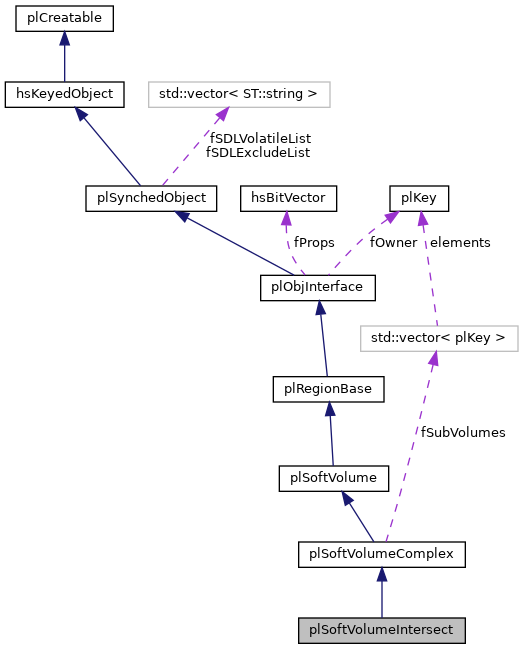 plCreatable
hsKeyedObject
std::vector< ST::string >
fSDLVolatileList
fSDLExcludeList
plSynchedObject
hsBitVector
plKey
fProps
fOwner
elements
plObjInterface
std::vector< plKey >
plRegionBase
fSubVolumes
plSoftVolume
plSoftVolumeComplex
plSoftVolumeIntersect